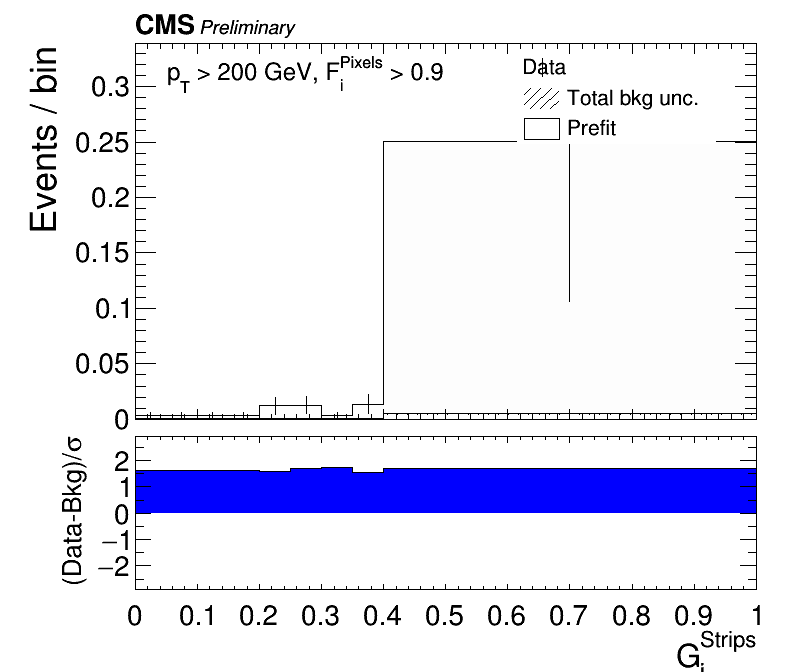 CMS Preliminary
p_T > 200 GeV, F_i^Pixels > 0.9
Data
Total bkg unc.
Prefit
Events / bin
0.3
0.25
0.2
0.15
0.1
0.05
0
(Data-Bkg)/σ
2
1
0
−1
−2
0 0.1 0.2 0.3 0.4 0.5 0.6 0.7 0.8 0.9 1
G_i^Strips